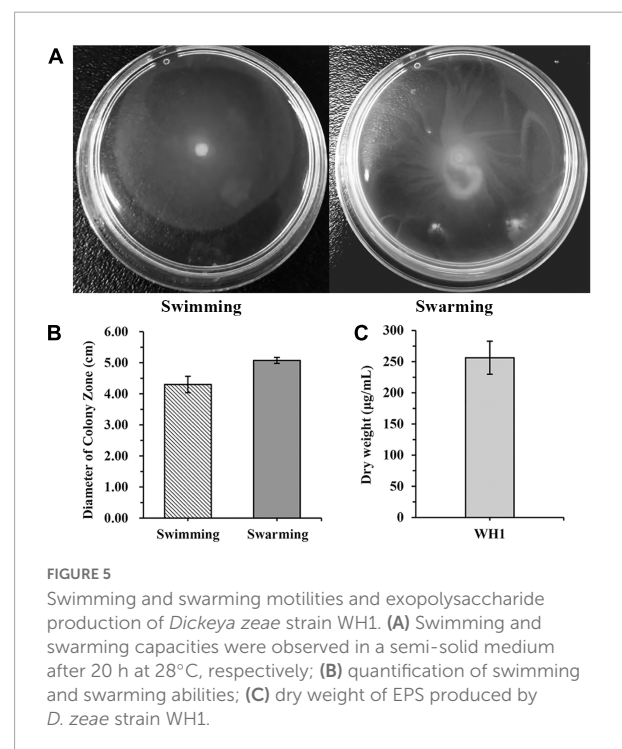 A
Swimming
Swarming
B
6.00
5.00
4.00
3.00
2.00
1.00
0.00
Diameter of Colony Zone (cm)
Swimming
Swarming
C
300
250
200
150
100
50
0
Dry weight (µg/mL)
WH1
FIGURE 5
Swimming and swarming motilities and exopolysaccharide
production of Dickeya zeae strain WH1. (A) Swimming and
swarming capacities were observed in a semi-solid medium
after 20 h at 28°C, respectively; (B) quantification of swimming
and swarming abilities; (C) dry weight of EPS produced by
D. zeae strain WH1.